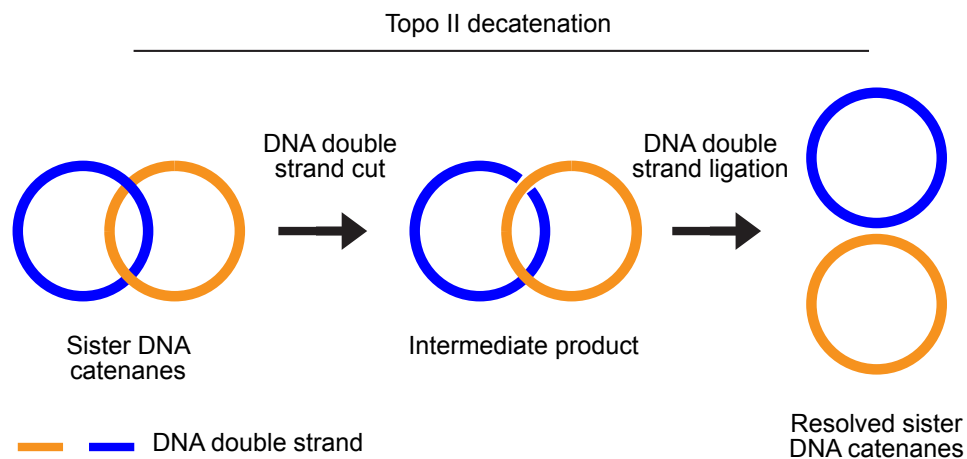 Topo II decatenation
DNA double
strand cut
DNA double
strand ligation
Sister DNA
catenanes
Intermediate product
Resolved sister
DNA catenanes
DNA double strand